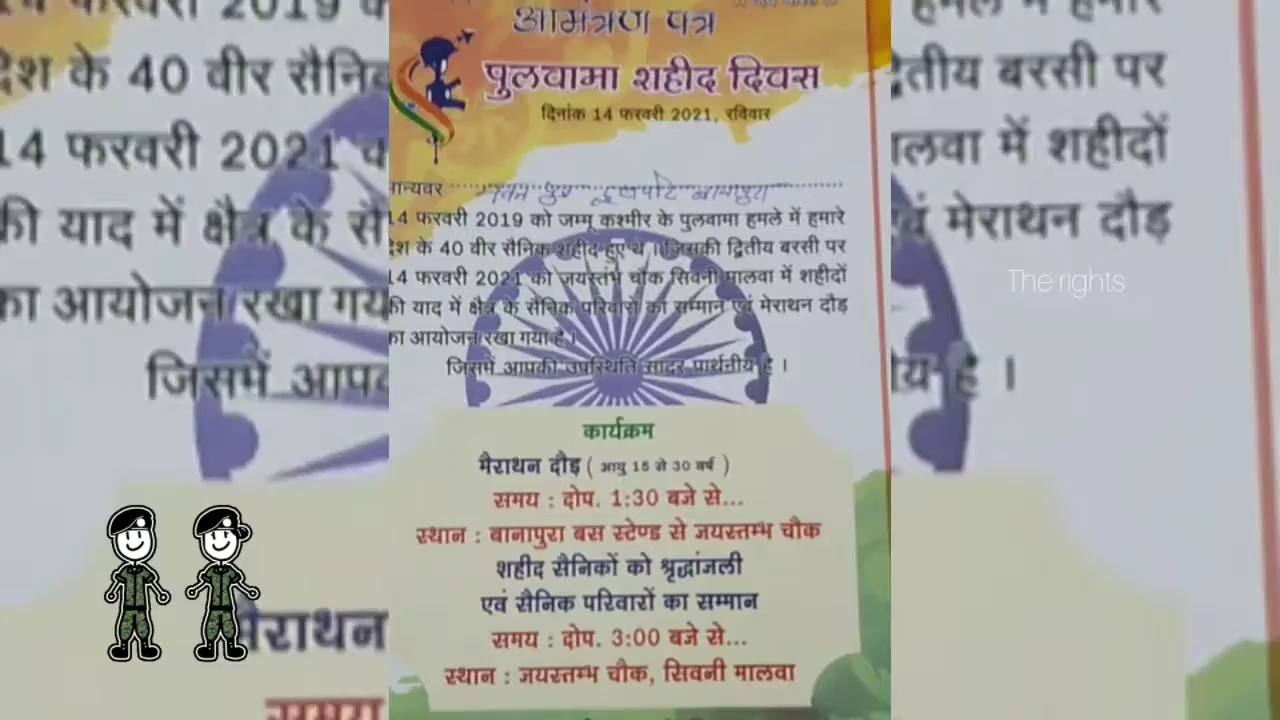 आमंत्रण पत्र
पुलवामा शहीद दिवस
दिनांक 14 फरवरी 2021, रविवार
मान्यवर
14 फरवरी 2019 को जम्मू कश्मीर के पुलवामा हमले में हमारे
देश के 40 वीर सैनिक शहीद हुए थे । जिसकी द्वितीय बरसी पर
14 फरवरी 2021 को जयस्तंभ चौक सिवनी मालवा में शहीदों
की याद में क्षैत्र के सैनिक परिवारों का सम्मान एवं मेराथन दौड़
का आयोजन रखा गया है ।
जिसमें आपकी उपस्थिति सादर प्रार्थनीय है ।
कार्यक्रम
मैराथन दौड़ ( आयु 15 से 30 वर्ष )
समय : दोप. 1:30 बजे से...
स्थान : बानापुरा बस स्टेण्ड से जयस्तम्भ चौक
शहीद सैनिकों को श्रृद्धांजली
एवं सैनिक परिवारों का सम्मान
समय : दोप. 3:00 बजे से...
स्थान : जयस्तम्भ चौक, सिवनी मालवा
The rights